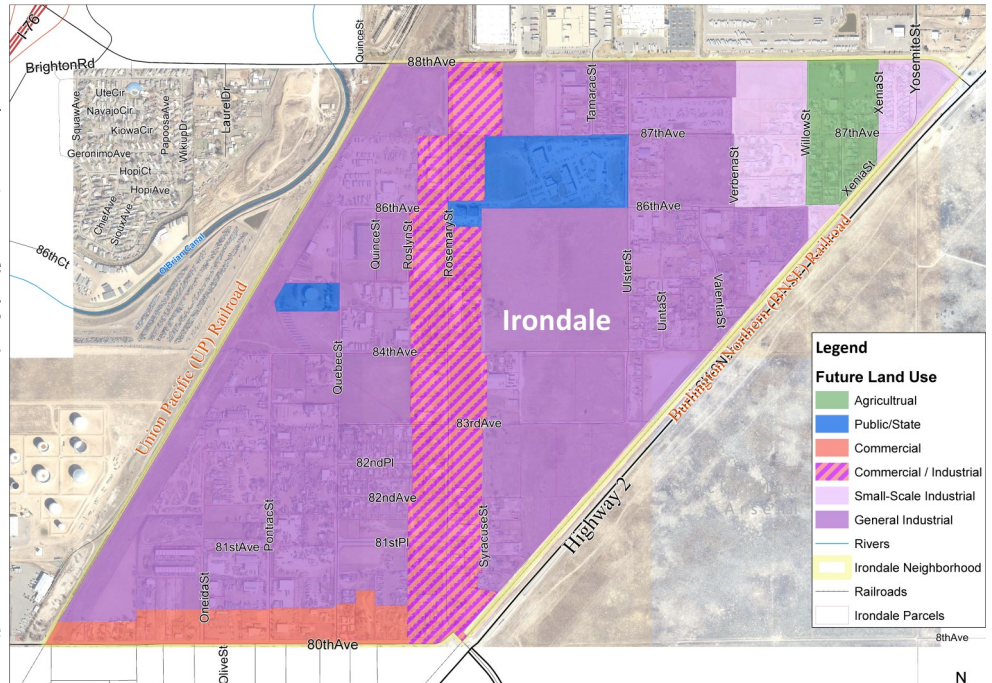 I-76
QuinceSt
88thAve
YosemiteSt
BrightonRd
UteCir
NavajoCir
KiowaCir
GeronimoAve
HopiCt
HopiAve
SquawAve
PapooseAve
WikiupDr
LaurelDr
ChiefAve
SiouxAve
86thCt
O'Brian Canal
TamaracSt
87thAve
VerbenaSt
WillowSt
87thAve
XeniaSt
XeniaSt
86thAve
86thAve
QuinceSt
RoslynSt
RosemarySt
UlsterSt
UintaSt
ValentiaSt
Irondale
Union Pacific (UP) Railroad
Burlington Northern (BNSF) Railroad
84thAve
QuebecSt
83rdAve
82ndPl
82ndAve
81stPl
81stAve
PontiacSt
OneidaSt
SyracuseSt
Highway 2
80thAve
OliveSt
8thAve
N
Legend
Future Land Use
Agricultrual
Public/State
Commercial
Commercial / Industrial
Small-Scale Industrial
General Industrial
Rivers
Irondale Neighborhood
Railroads
Irondale Parcels